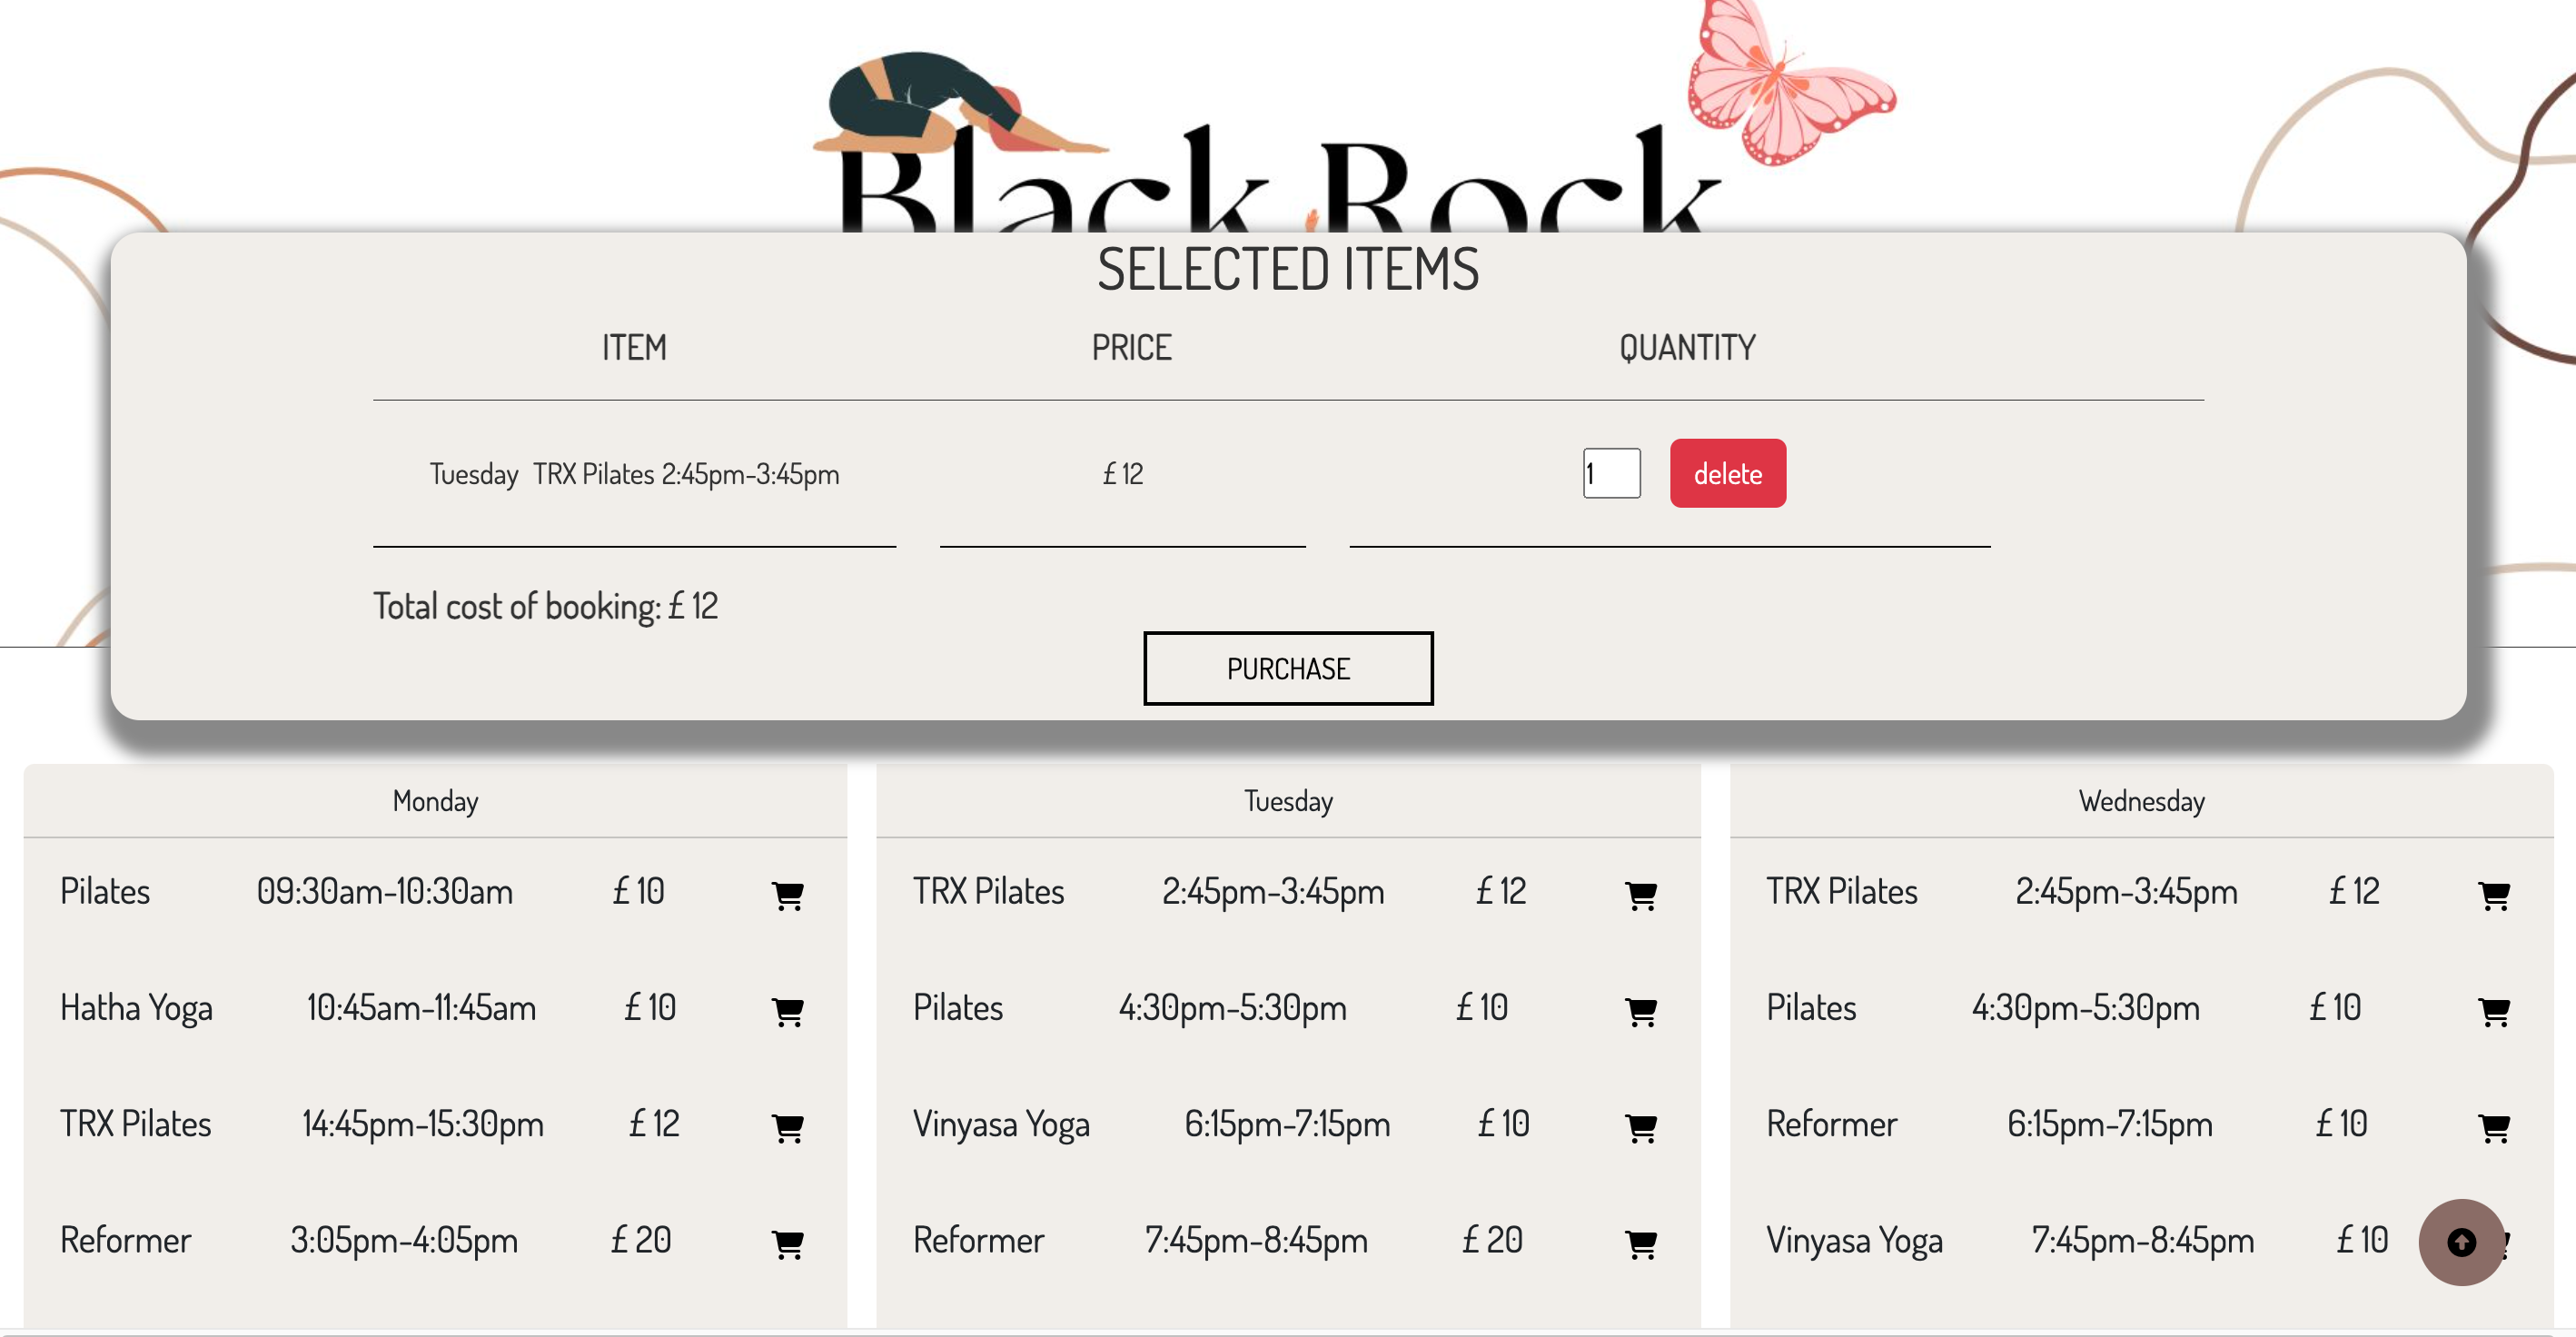 Black Rock
SELECTED ITEMS
ITEM PRICE QUANTITY
Tuesday TRX Pilates 2:45pm-3:45pm £ 12 1 delete
Total cost of booking: £ 12
PURCHASE
Monday
Pilates 09:30am-10:30am £ 10
Hatha Yoga 10:45am-11:45am £ 10
TRX Pilates 14:45pm-15:30pm £ 12
Reformer 3:05pm-4:05pm £ 20
Tuesday
TRX Pilates 2:45pm-3:45pm £ 12
Pilates 4:30pm-5:30pm £ 10
Vinyasa Yoga 6:15pm-7:15pm £ 10
Reformer 7:45pm-8:45pm £ 20
Wednesday
TRX Pilates 2:45pm-3:45pm £ 12
Pilates 4:30pm-5:30pm £ 10
Reformer 6:15pm-7:15pm £ 10
Vinyasa Yoga 7:45pm-8:45pm £ 10